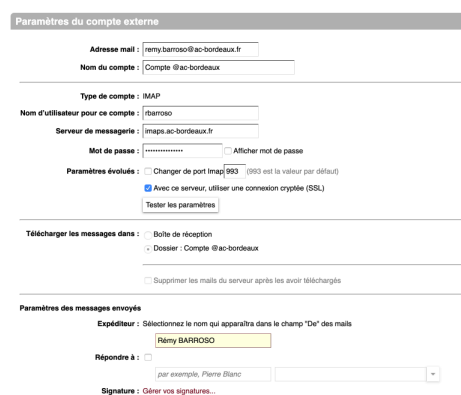 Paramètres du compte externe
Adresse mail : remy.barroso@ac-bordeaux.fr
Nom du compte : Compte @ac-bordeaux
Type de compte : IMAP
Nom d'utilisateur pour ce compte : rbarroso
Serveur de messagerie : imaps.ac-bordeaux.fr
Mot de passe : ••••••••••••••• Afficher mot de passe
Paramètres évolués : Changer de port Imap 993 (993 est la valeur par défaut)
Avec ce serveur, utiliser une connexion cryptée (SSL)
Tester les paramètres
Télécharger les messages dans : Boîte de réception
Dossier : Compte @ac-bordeaux
Supprimer les mails du serveur après les avoir téléchargés
Paramètres des messages envoyés
Expéditeur : Sélectionnez le nom qui apparaîtra dans le champ "De" des mails
Rémy BARROSO
Répondre à :
par exemple, Pierre Blanc
Signature : Gérer vos signatures...